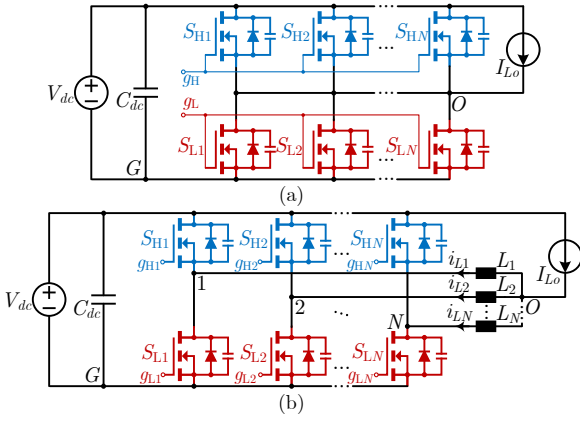 S_H1 S_H2 ... S_HN
V_dc C_dc ... I_Lo
g_H
g_L O
S_L1 S_L2 S_LN
G ...
(a)
S_H1 S_H2 S_HN
g_H1 g_H2 ... g_HN i_L1 L_1 I_Lo
1 i_L2 L_2
V_dc C_dc 2 ... N i_LN L_N O
S_L1 S_L2 S_LN
G g_L1 g_L2 ... g_LN
(b)